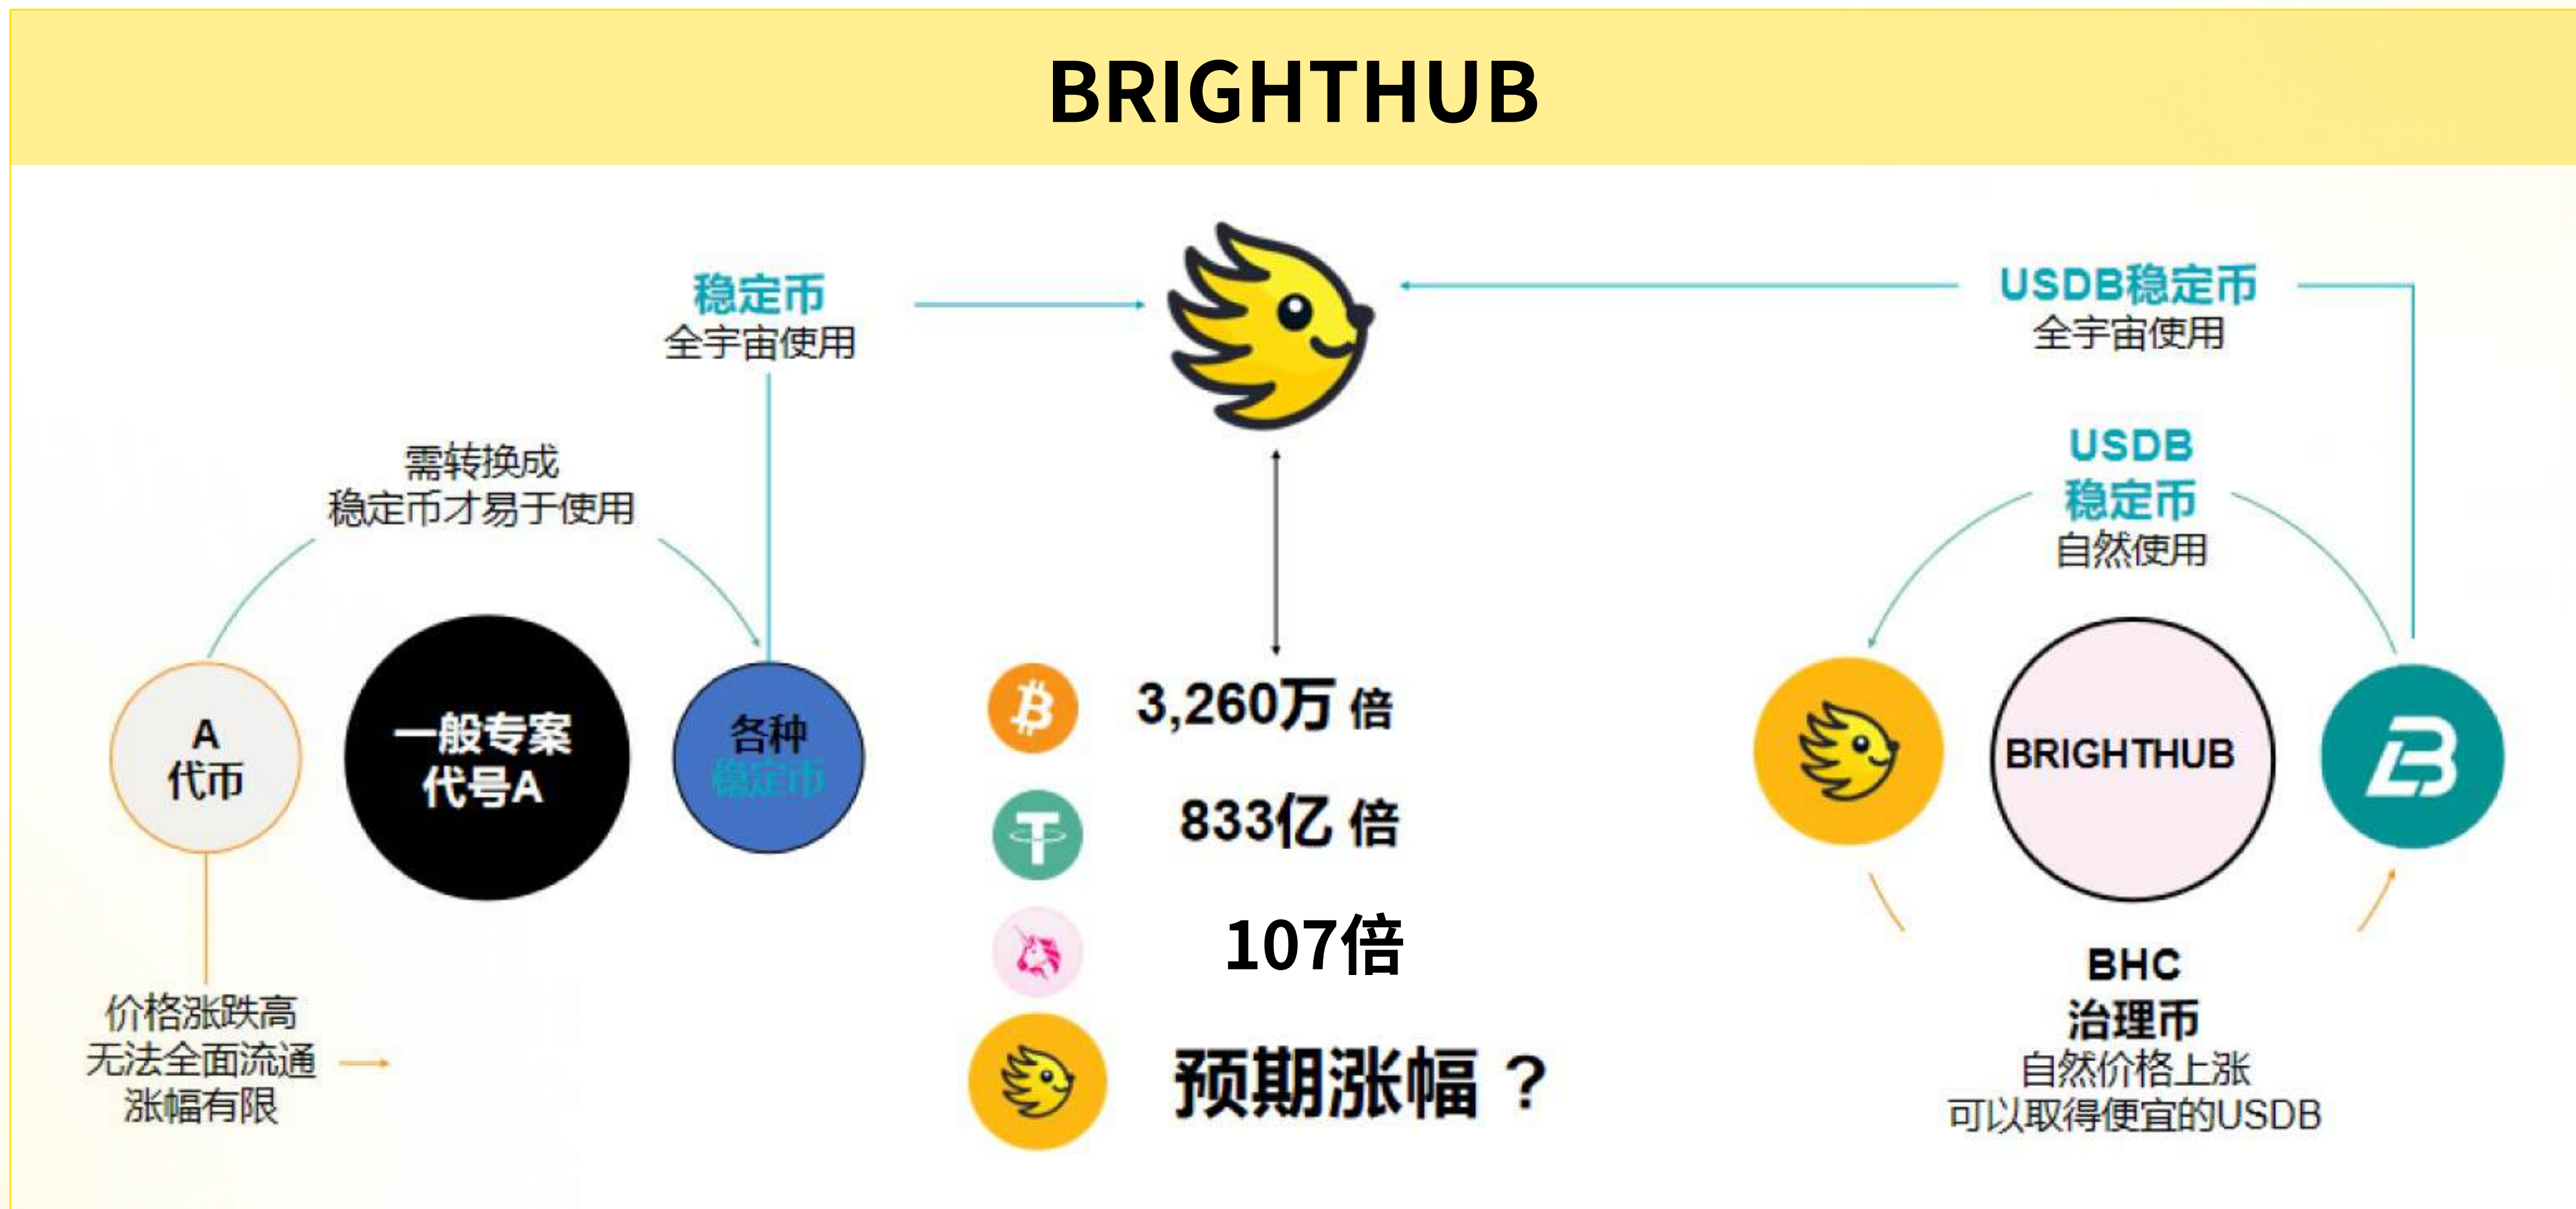 BRIGHTHUB
稳定币
全宇宙使用
需转换成
稳定币才易于使用
A
代币
一般专案
代号A
各种
稳定币
价格涨跌高
无法全面流通
涨幅有限
3,260万 倍
833亿 倍
107倍
预期涨幅 ?
USDB稳定币
全宇宙使用
USDB
稳定币
自然使用
BRIGHTHUB
BHC
治理币
自然价格上涨
可以取得便宜的USDB